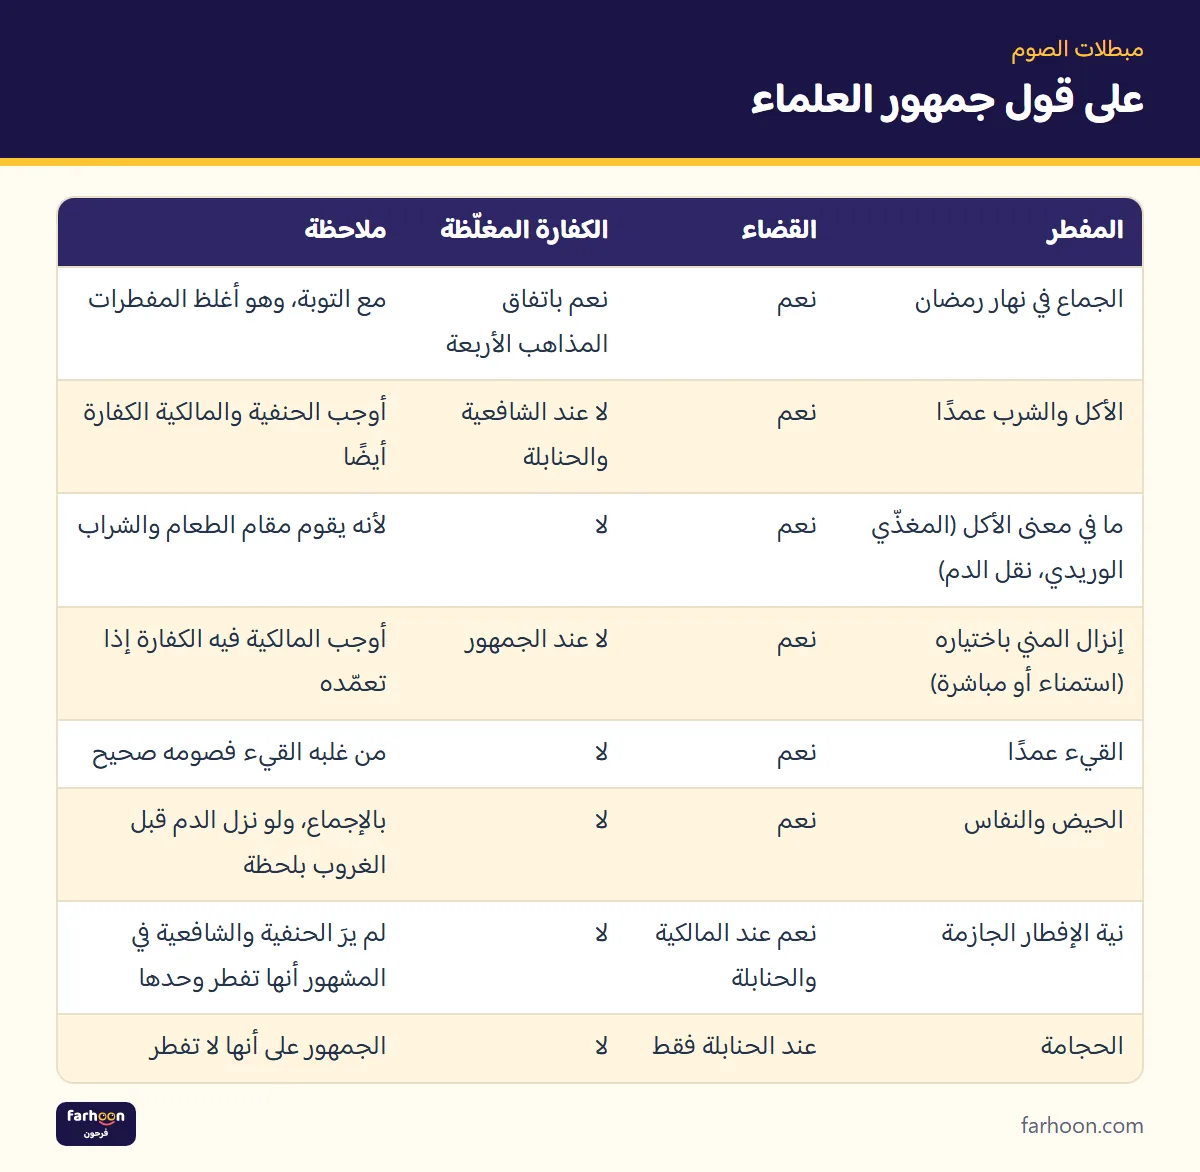 مبطلات الصوم
على قول جمهور العلماء
المفطر القضاء الكفارة المغلّظة ملاحظة
الجماع في نهار رمضان نعم نعم باتفاق مع التوبة، وهو أغلظ المفطرات
المذاهب الأربعة
الأكل والشرب عمدًا نعم لا عند الشافعية أوجب الحنفية والمالكية الكفارة
والحنابلة أيضًا
ما في معنى الأكل (المغذّي نعم لا لأنه يقوم مقام الطعام والشراب
الوريدي، نقل الدم)
إنزال المني باختياره نعم لا عند الجمهور أوجب المالكية فيه الكفارة إذا
(استمناء أو مباشرة) تعمّده
القيء عمدًا نعم لا من غلبه القيء فصومه صحيح
الحيض والنفاس نعم لا بالإجماع، ولو نزل الدم قبل
الغروب بلحظة
نية الإفطار الجازمة نعم عند المالكية لا لم يرَ الحنفية والشافعية في
والحنابلة المشهور أنها تفطر وحدها
الحجامة عند الحنابلة فقط لا الجمهور على أنها لا تفطر
farhoon.com
farhoon
فرحون